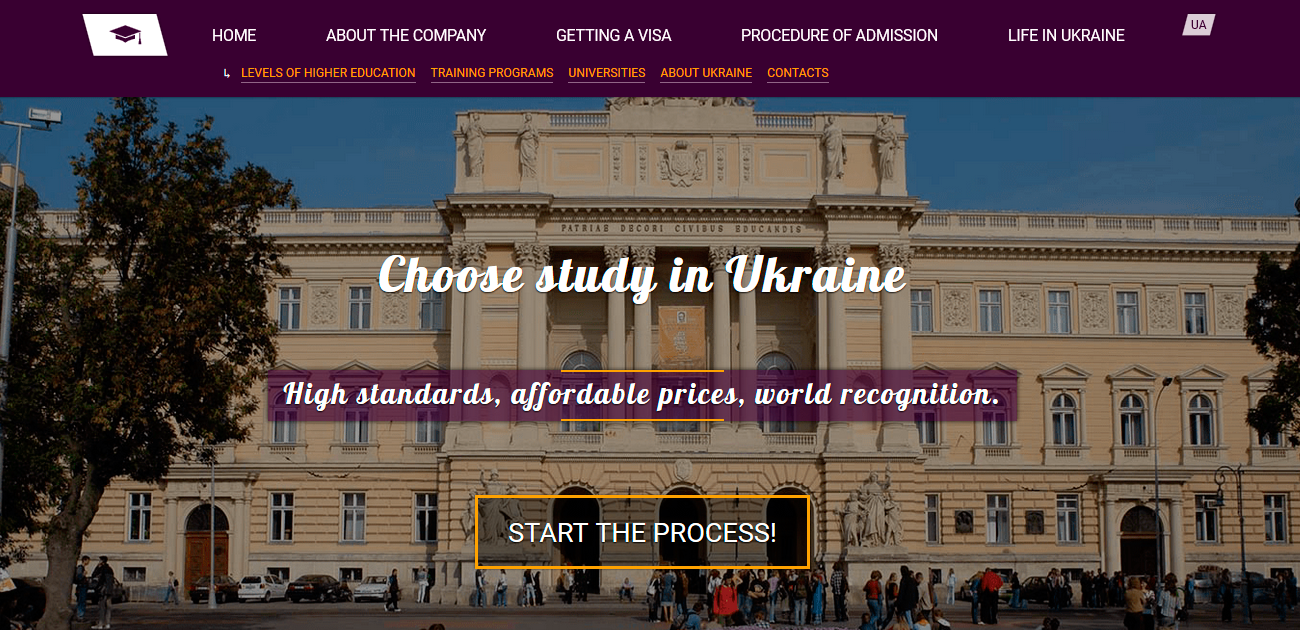 HOME ABOUT THE COMPANY GETTING A VISA PROCEDURE OF ADMISSION LIFE IN UKRAINE UA
LEVELS OF HIGHER EDUCATION TRAINING PROGRAMS UNIVERSITIES ABOUT UKRAINE CONTACTS
PATRIAE DECORI CIVIBUS EDUCANDIS
Choose study in Ukraine
High standards, affordable prices, world recognition.
START THE PROCESS!